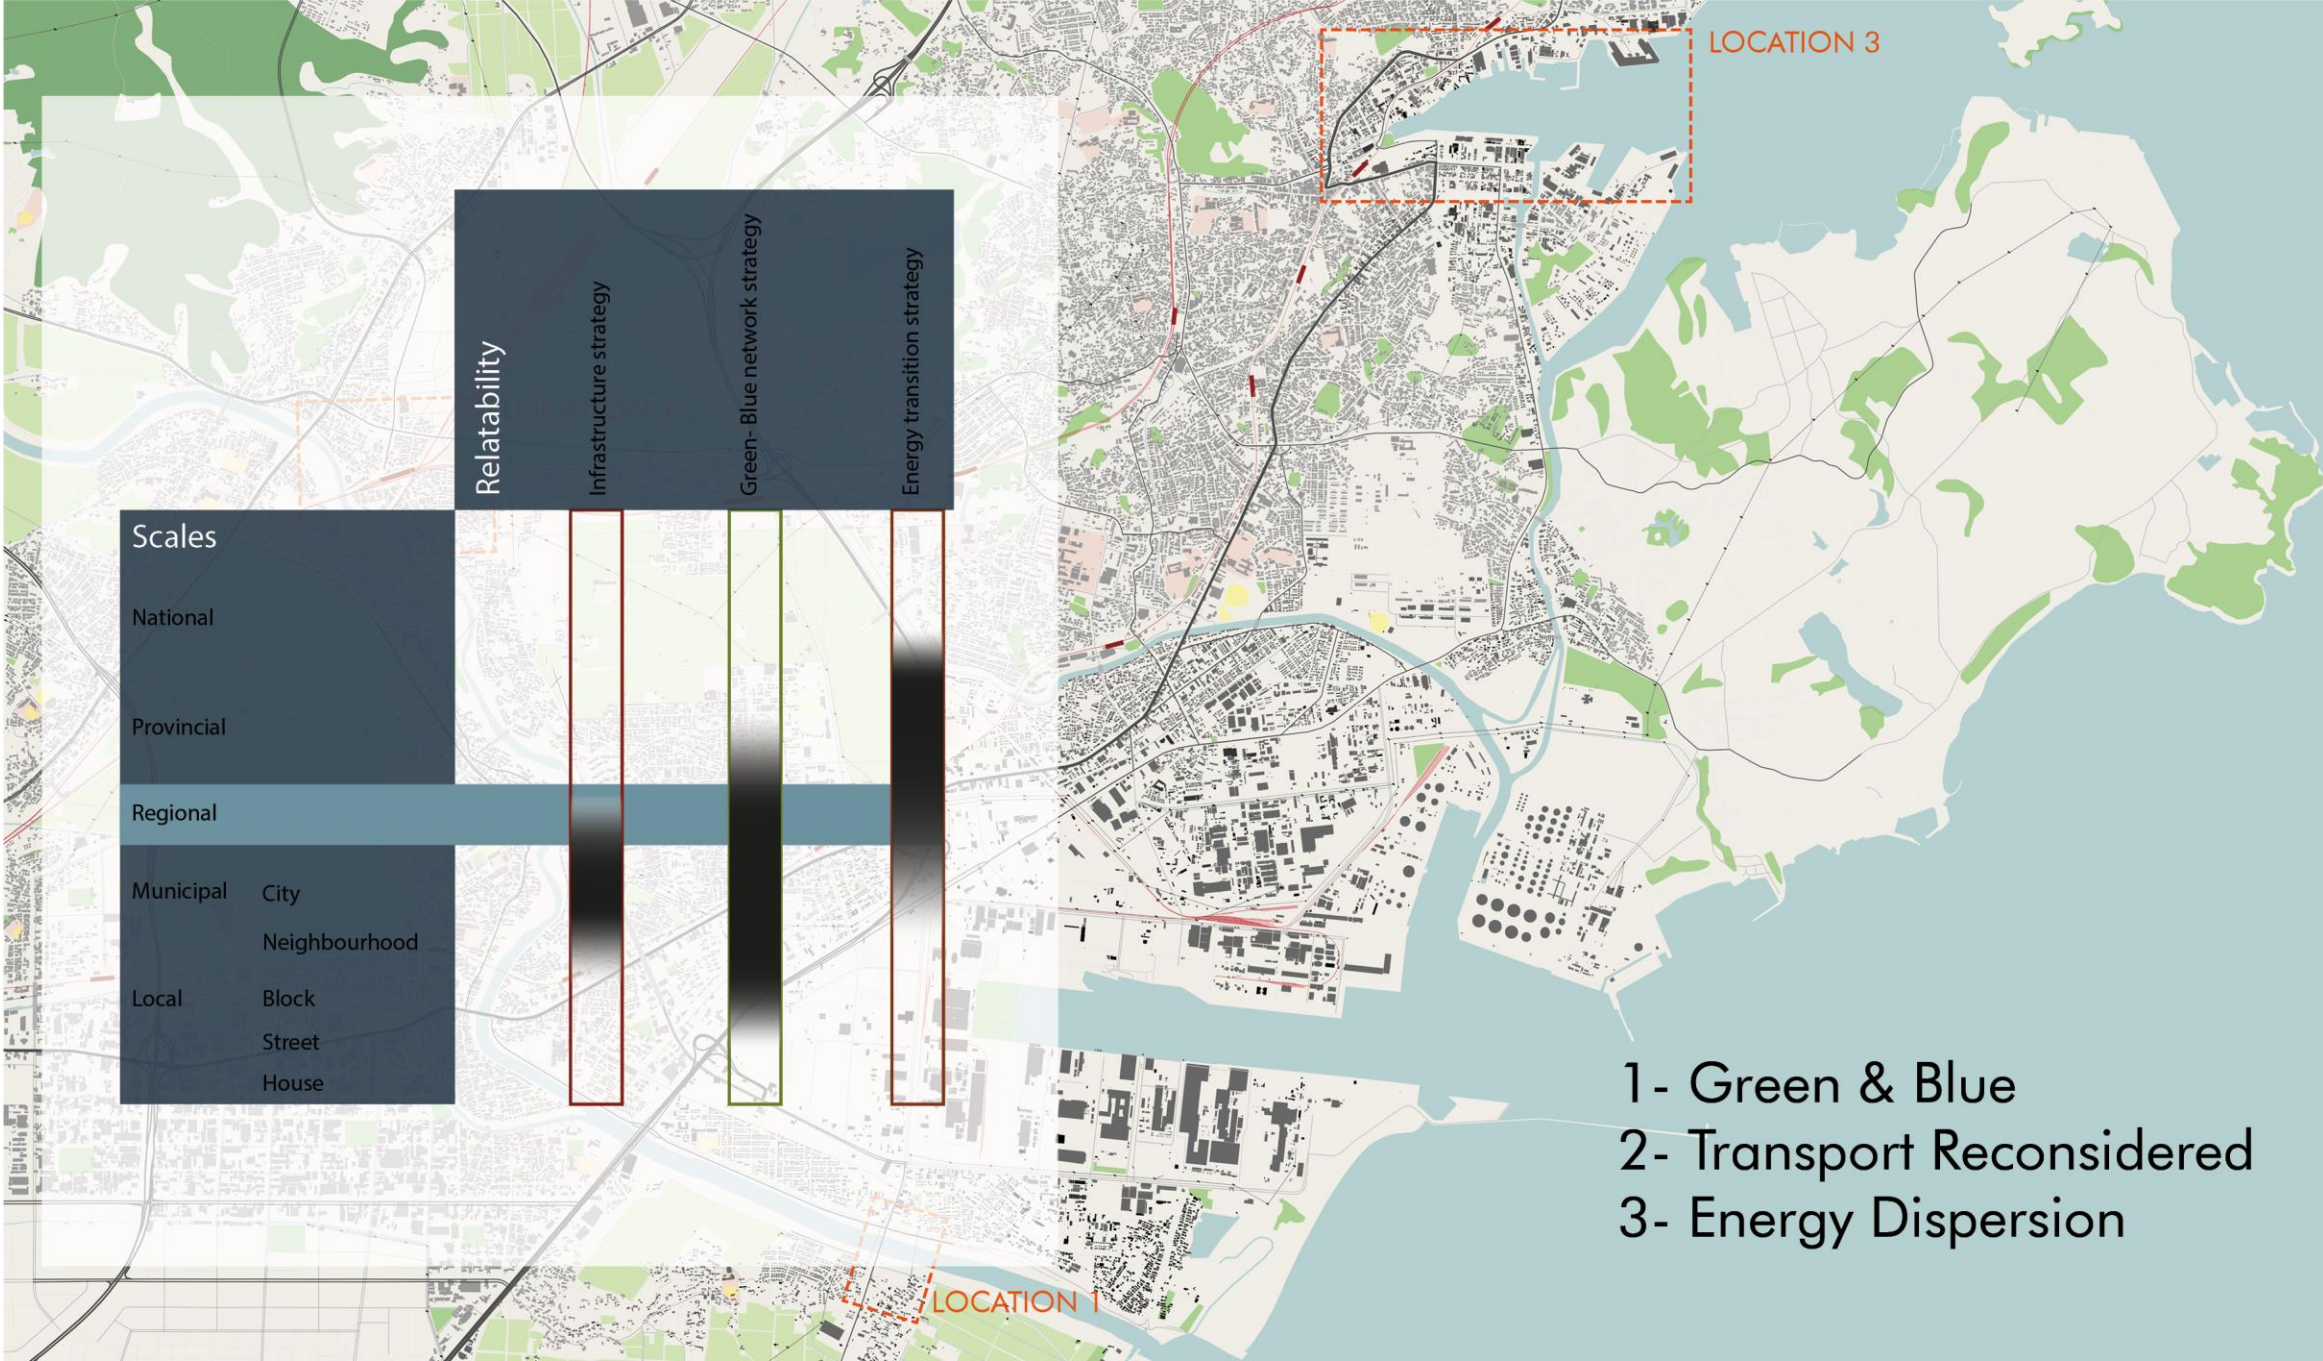 LOCATION 3
Relatability
Infrastructure strategy
Green- Blue network strategy
Energy transition strategy
Scales
National
Provincial
Regional
Municipal City
Neighbourhood
Local Block
Street
House
1- Green & Blue
2- Transport Reconsidered
3- Energy Dispersion
LOCATION 1